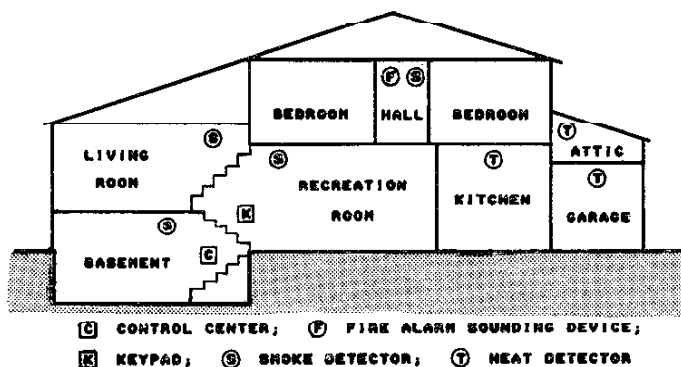 F S
BEDROOM HALL BEDROOM
S T
LIVING ROOM
S T ATTIC
RECREATION ROOM
T
KITCHEN
K
GARAGE
S
C
BASEMENT
C CONTROL CENTER; F FIRE ALARM SOUNDING DEVICE;
K KEYPAD; S SMOKE DETECTOR; T HEAT DETECTOR